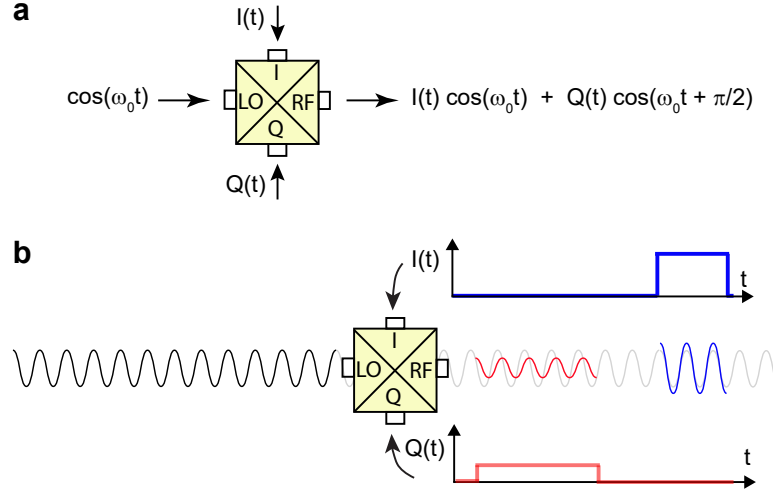 a
I(t)
cos(ω₀t)
I
LO RF
Q
I(t) cos(ω₀t) + Q(t) cos(ω₀t + π/2)
Q(t)
b
I(t)
t
I
LO RF
Q
Q(t)
t